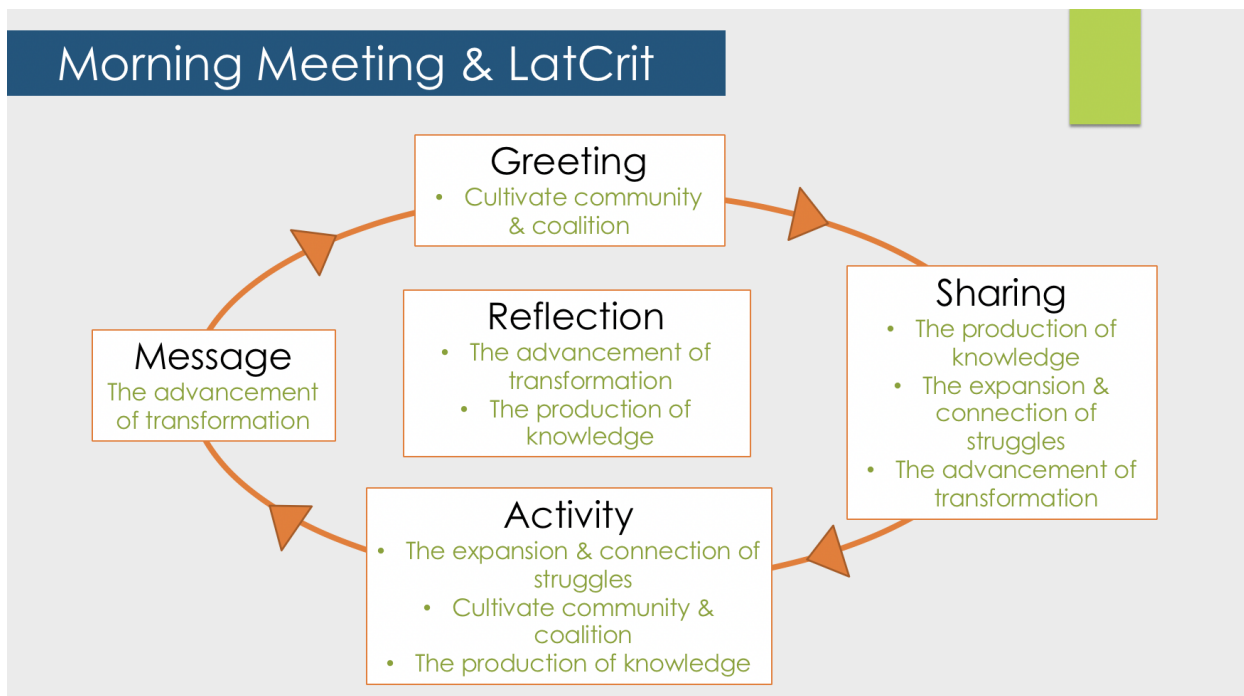 Morning Meeting & LatCrit
Greeting
• Cultivate community
& coalition
Sharing
• The production of
knowledge
• The expansion &
connection of
struggles
• The advancement of
transformation
Reflection
• The advancement of
transformation
• The production of
knowledge
Message
The advancement
of transformation
Activity
• The expansion & connection of
struggles
• Cultivate community &
coalition
• The production of knowledge